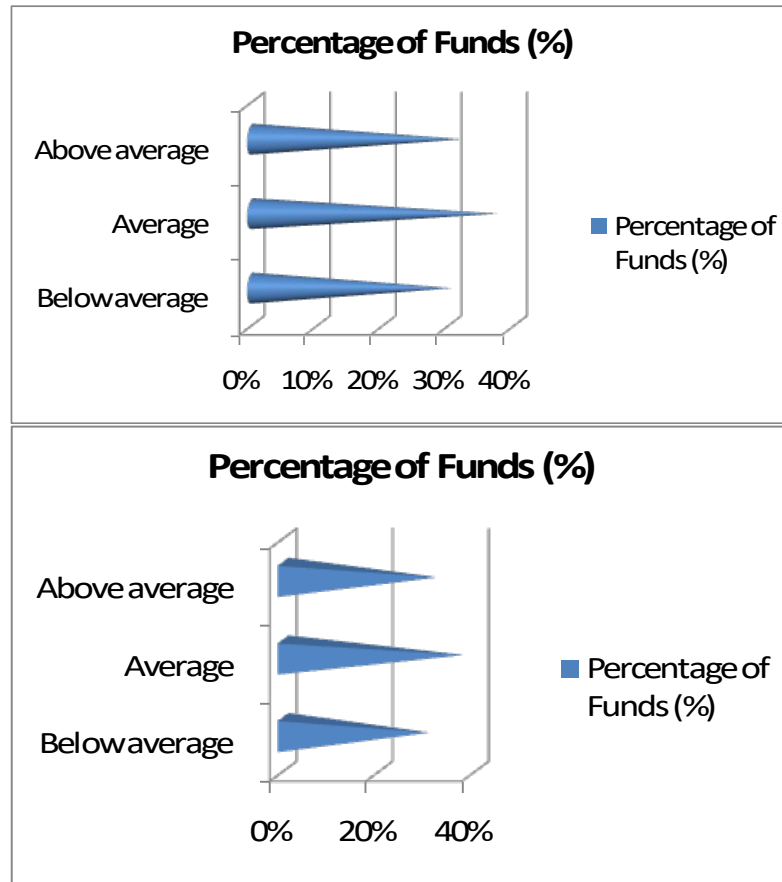 Percentage of Funds (%)
Above average
Average
Below average
0% 10% 20% 30% 40%
Percentage of
Funds (%)
Percentage of Funds (%)
Above average
Average
Below average
0% 20% 40%
Percentage of
Funds (%)